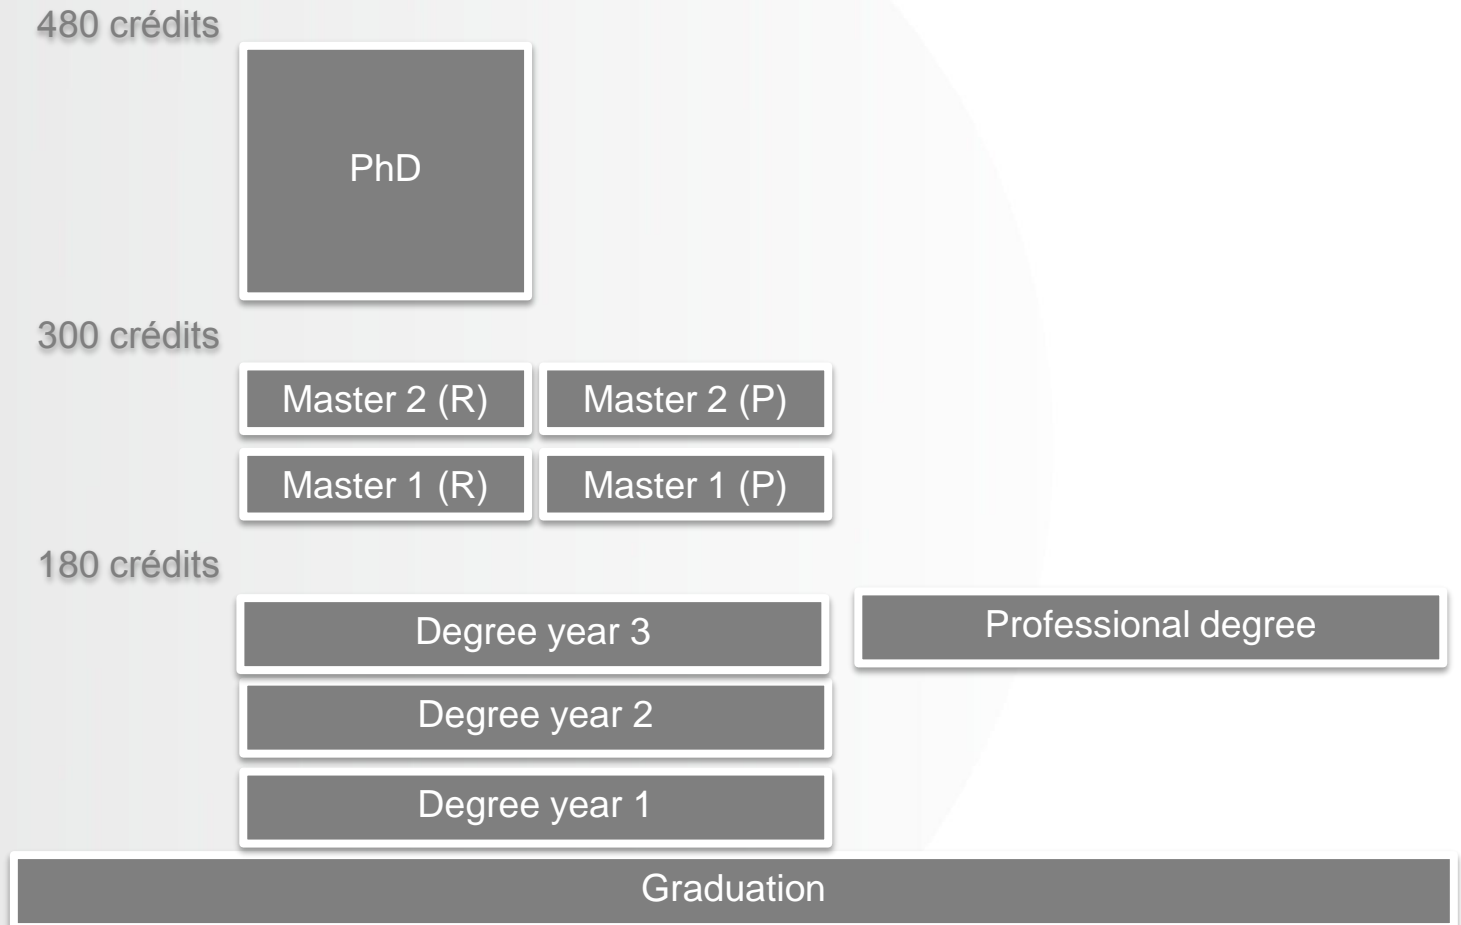 480 crédits
PhD
300 crédits
Master 2 (R)
Master 2 (P)
Master 1 (R)
Master 1 (P)
180 crédits
Degree year 3
Professional degree
Degree year 2
Degree year 1
Graduation